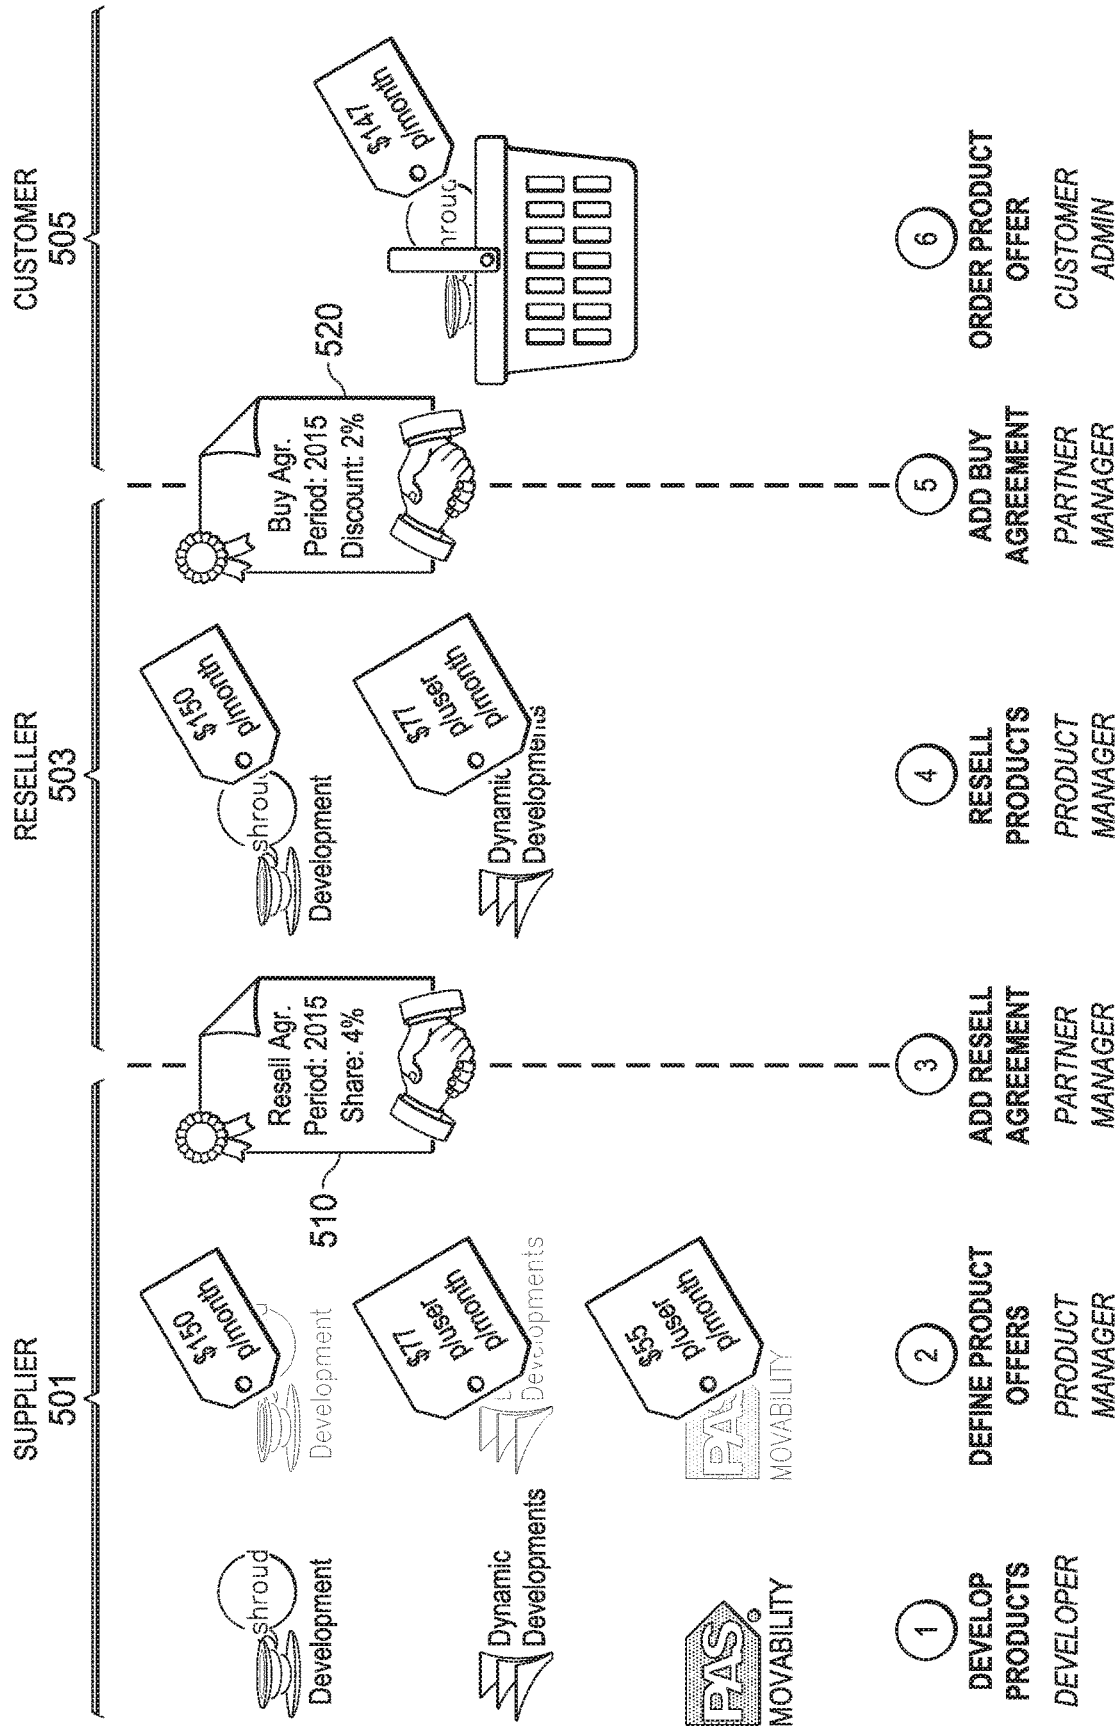 SUPPLIER
501
RESELLER
503
CUSTOMER
505
shroud
Development
Dynamic
Developments
PAS
MOVABILITY
$150
p/month
Development
$77
p/user
p/month
Developments
$55
p/user
p/month
PAS
MOVABILITY
510
Resell Agr.
Period: 2015
Share: 4%
$150
p/month
shroud
Development
$77
p/user
p/month
Dynamic
Developments
Buy Agr.
Period: 2015
Discount: 2%
520
$147
p/month
hroud
1
DEVELOP
PRODUCTS
DEVELOPER
2
DEFINE PRODUCT
OFFERS
PRODUCT
MANAGER
3
ADD RESELL
AGREEMENT
PARTNER
MANAGER
4
RESELL
PRODUCTS
PRODUCT
MANAGER
5
ADD BUY
AGREEMENT
PARTNER
MANAGER
6
ORDER PRODUCT
OFFER
CUSTOMER
ADMIN